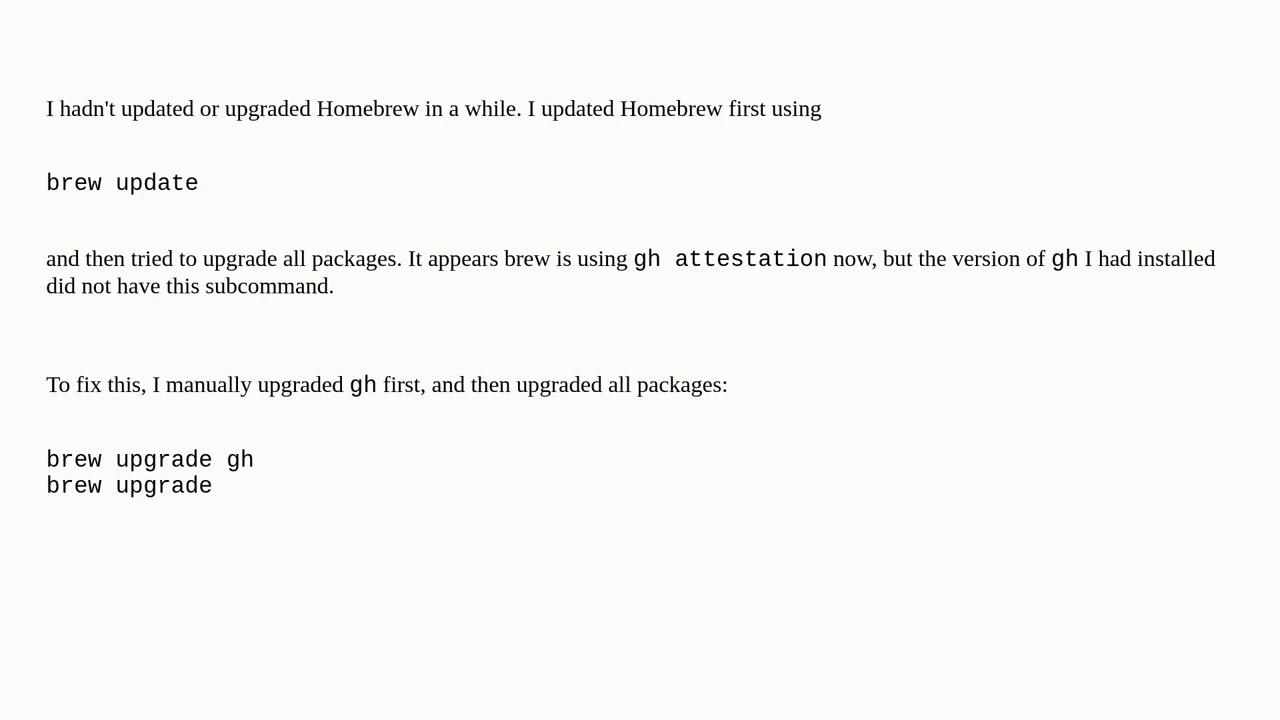 I hadn't updated or upgraded Homebrew in a while. I updated Homebrew first using
brew update
and then tried to upgrade all packages. It appears brew is using gh attestation now, but the version of gh I had installed
did not have this subcommand.
To fix this, I manually upgraded gh first, and then upgraded all packages:
brew upgrade gh
brew upgrade